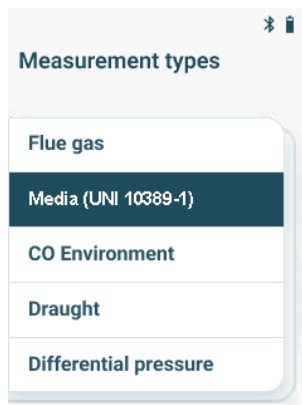 Measurement types
Flue gas
Media (UNI 10389-1)
CO Environment
Draught
Differential pressure